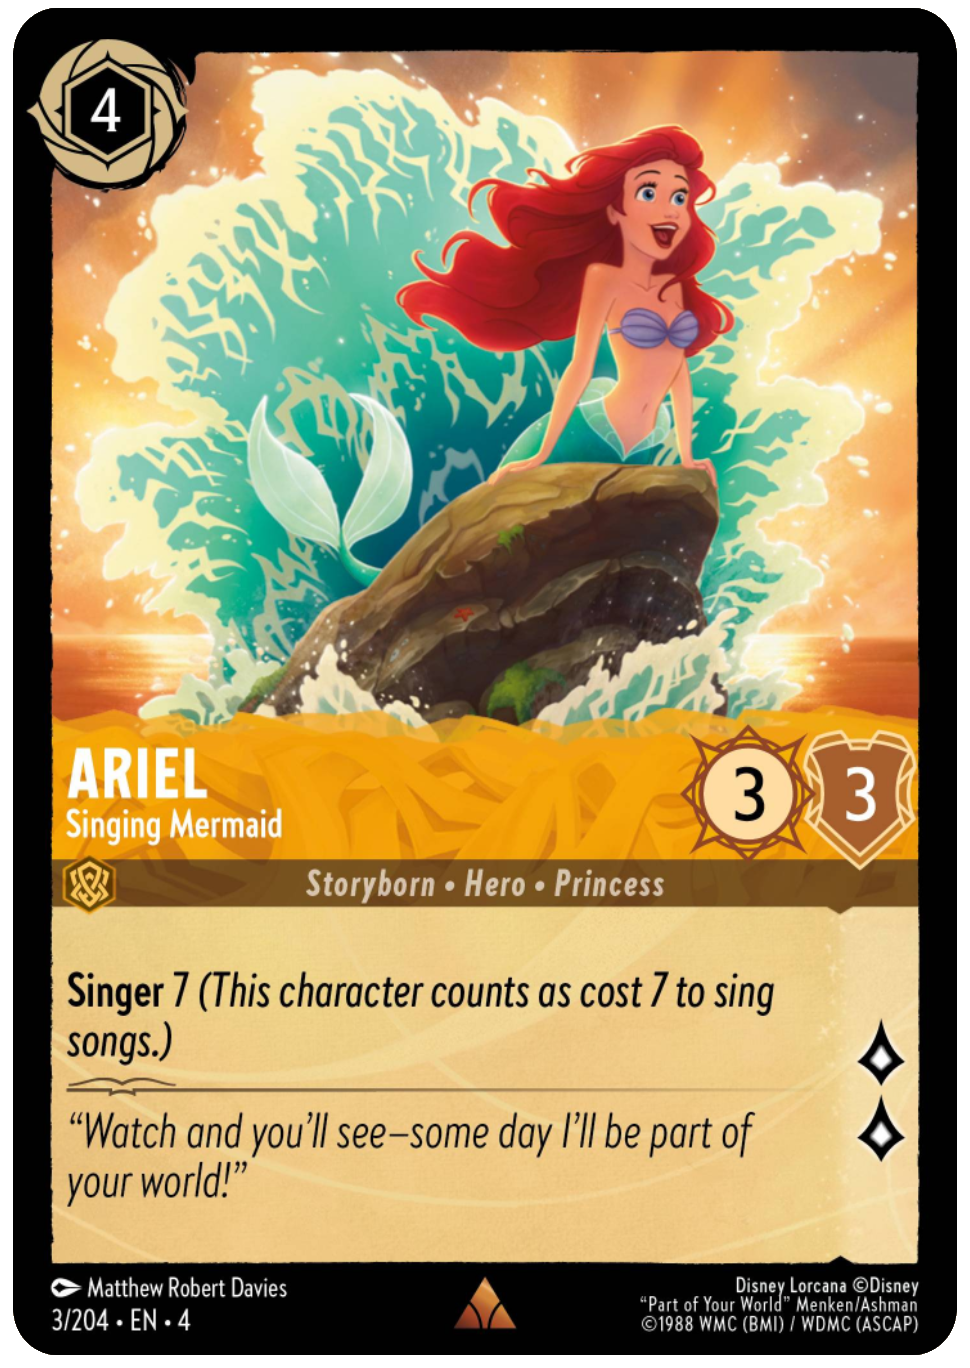 4
ARIEL
Singing Mermaid
3
3
Storyborn • Hero • Princess
Singer 7 (This character counts as cost 7 to sing
songs.)
“Watch and you’ll see–some day I’ll be part of
your world!”
Matthew Robert Davies
3/204 • EN • 4
Disney Lorcana ©Disney
“Part of Your World” Menken/Ashman
©1988 WMC (BMI) / WDMC (ASCAP)